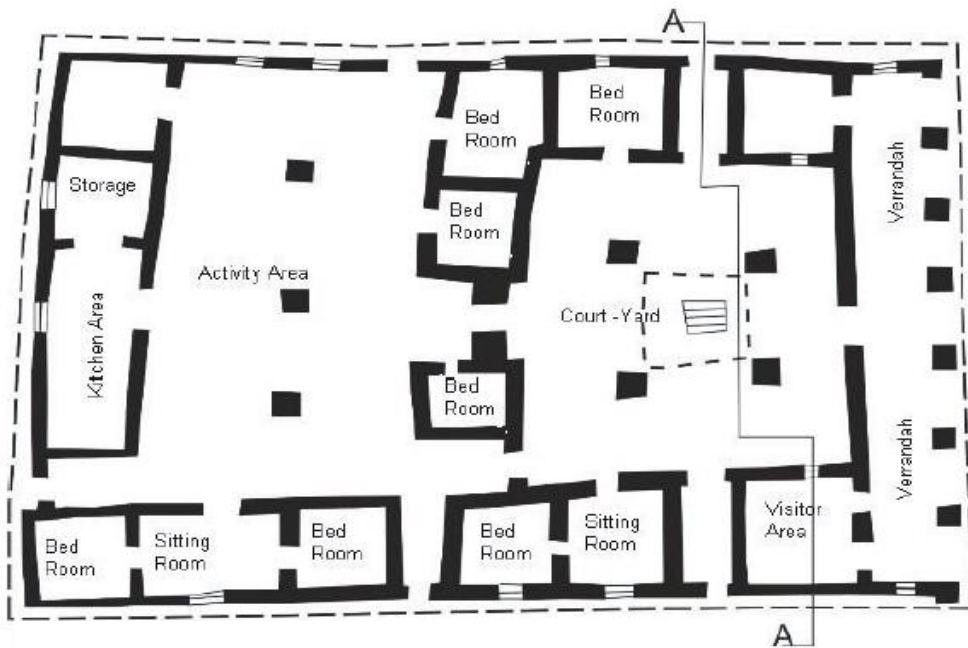 A
Bed
Room
Bed
Room
Storage
Verrandah
Bed
Room
Activity Area
Court -Yard
Kitchen Area
Bed
Room
Verrandah
Visitor
Area
Bed
Room
Sitting
Room
Bed
Room
Bed
Room
Sitting
Room
A